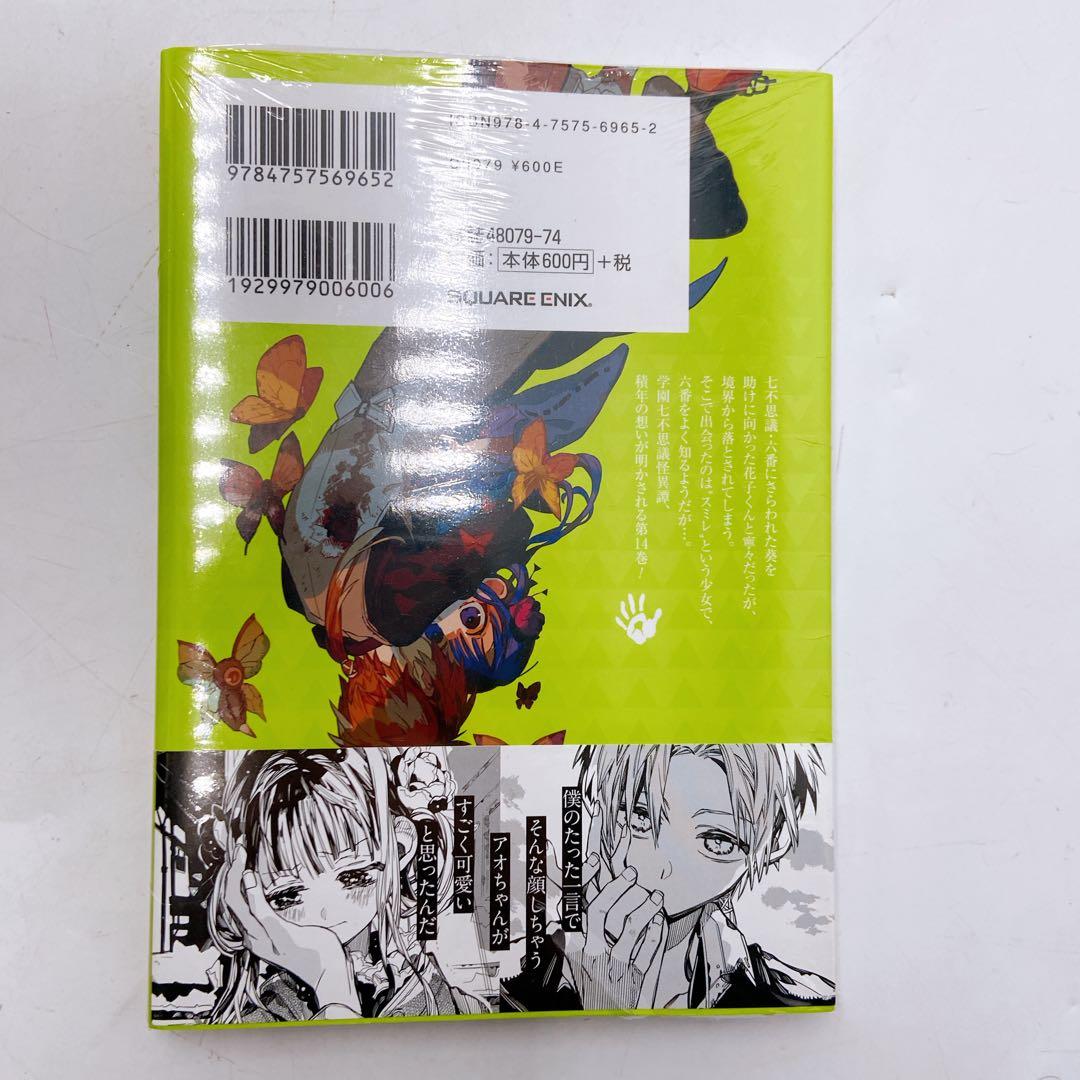 ISBN978-4-7575-6965-2
9784757569652
¥600E
48079-74
価：本体600円+税
1929979006006
SQUARE ENIX®
七不思議・六番にさらわれた葵を
助けに向かった花子くんと寧々だったが、
境界から落とされてしまう。
そこで出会ったのは“スミレ”という少女で、
六番をよく知るようだが…。
学園七不思議怪異譚、
積年の想いが明かされる第14巻！
僕のたった一言で
そんな顔しちゃう
アオちゃんが
すごく可愛い
と思ったんだ